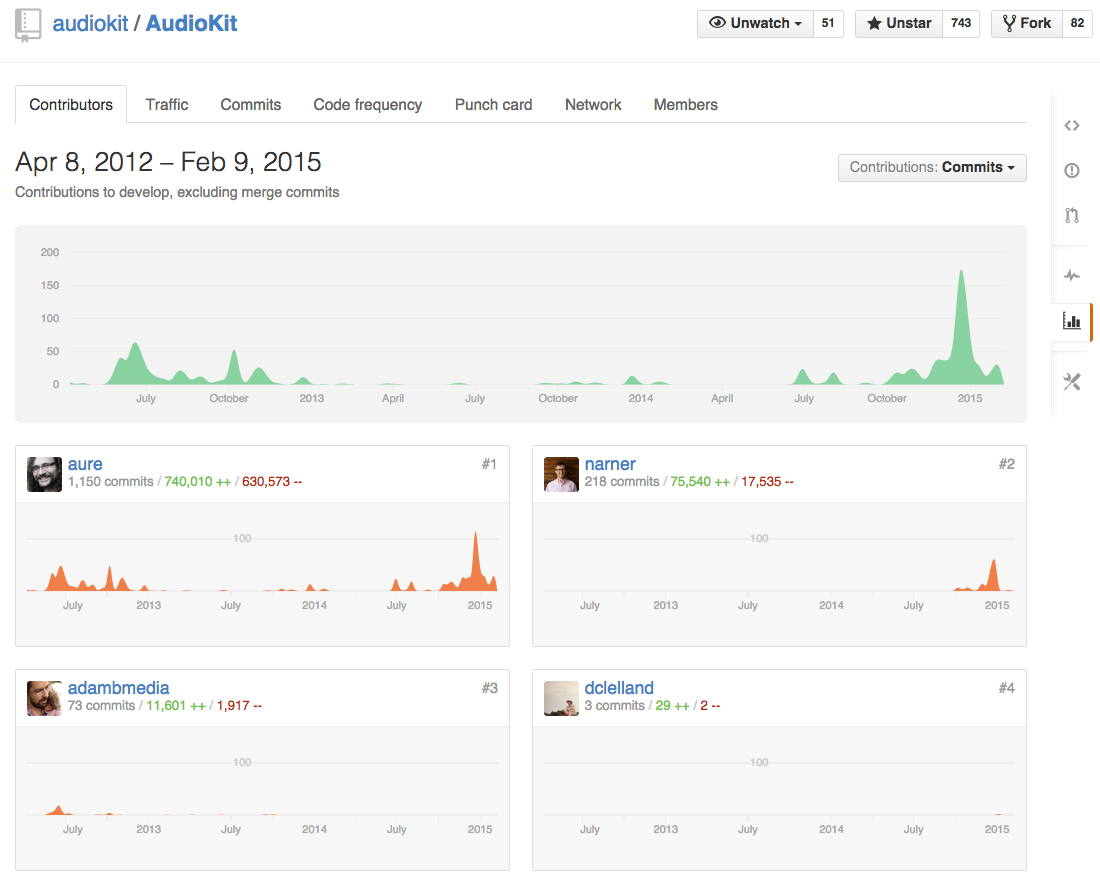 audiokit / AudioKit
Unwatch 51 Unstar 743 Fork 82
Contributors Traffic Commits Code frequency Punch card Network Members
Apr 8, 2012 – Feb 9, 2015
Contributions: Commits
Contributions to develop, excluding merge commits
200
150
100
50
0
July October 2013 April July October 2014 April July October 2015
aure #1
1,150 commits / 740,010 ++ / 630,573 --
100
July 2013 July 2014 July 2015
narner #2
218 commits / 75,540 ++ / 17,535 --
100
July 2013 July 2014 July 2015
adambmedia #3
73 commits / 11,601 ++ / 1,917 --
100
July 2013 July 2014 July 2015
dclelland #4
3 commits / 29 ++ / 2 --
100
July 2013 July 2014 July 2015